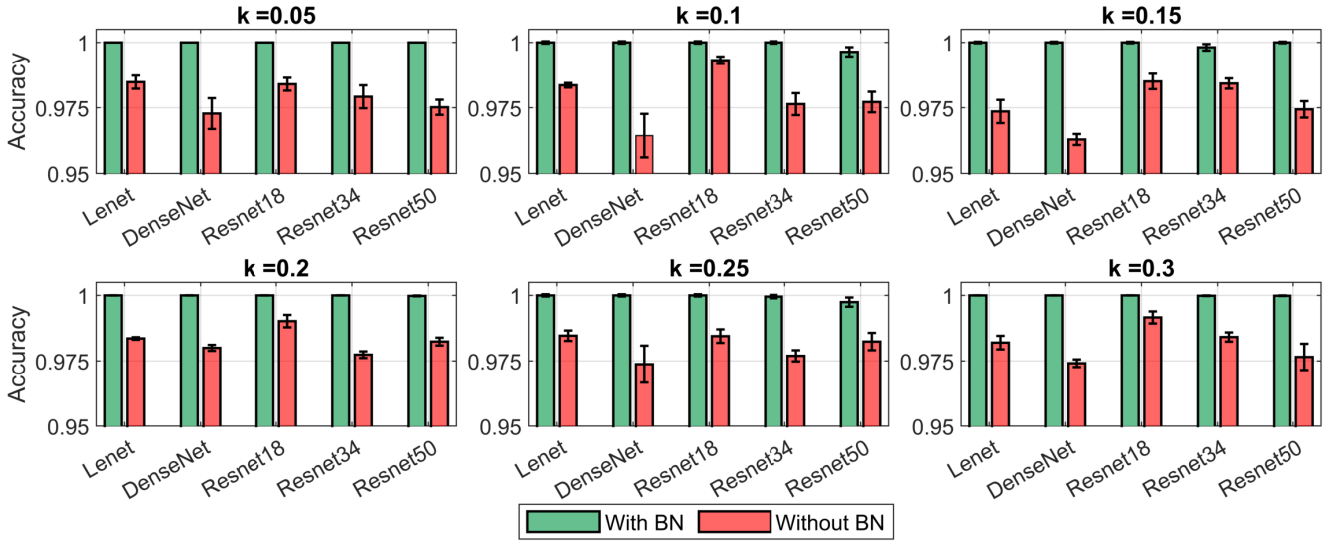 k =0.05
k =0.1
k =0.15
Accuracy
1
0.975
0.95
Lenet
DenseNet
Resnet18
Resnet34
Resnet50
1
0.975
0.95
Lenet
DenseNet
Resnet18
Resnet34
Resnet50
1
0.975
0.95
Lenet
DenseNet
Resnet18
Resnet34
Resnet50
k =0.2
k =0.25
k =0.3
Accuracy
1
0.975
0.95
Lenet
DenseNet
Resnet18
Resnet34
Resnet50
1
0.975
0.95
Lenet
DenseNet
Resnet18
Resnet34
Resnet50
1
0.975
0.95
Lenet
DenseNet
Resnet18
Resnet34
Resnet50
With BN
Without BN